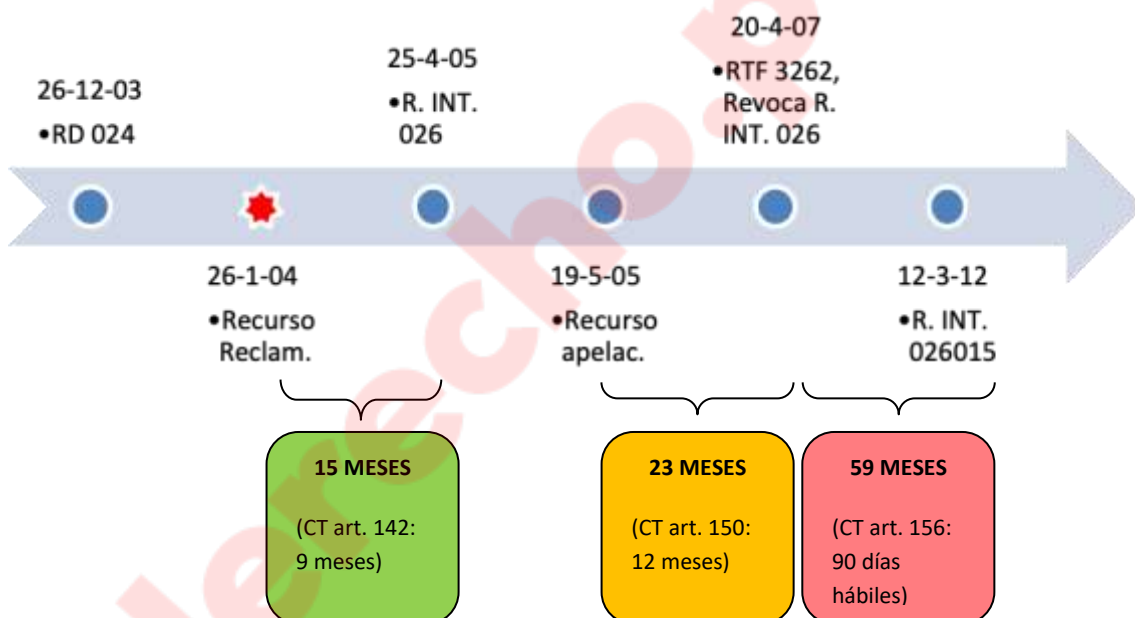 26-12-03
•RD 024
26-1-04
•Recurso
Reclam.
25-4-05
•R. INT.
026
19-5-05
•Recurso
apelac.
20-4-07
•RTF 3262,
Revoca R.
INT. 026
12-3-12
•R. INT.
026015
15 MESES
(CT art. 142:
9 meses)
23 MESES
(CT art. 150:
12 meses)
59 MESES
(CT art. 156:
90 días
hábiles)